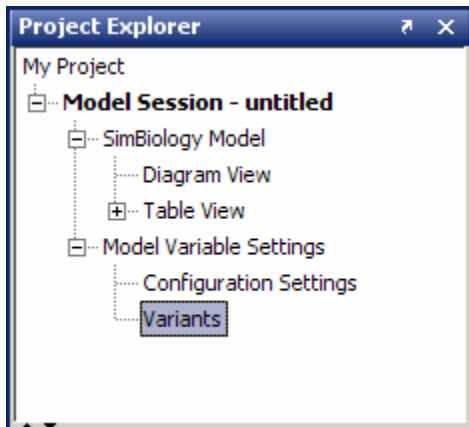 Project Explorer
My Project
Model Session - untitled
SimBiology Model
Diagram View
Table View
Model Variable Settings
Configuration Settings
Variants